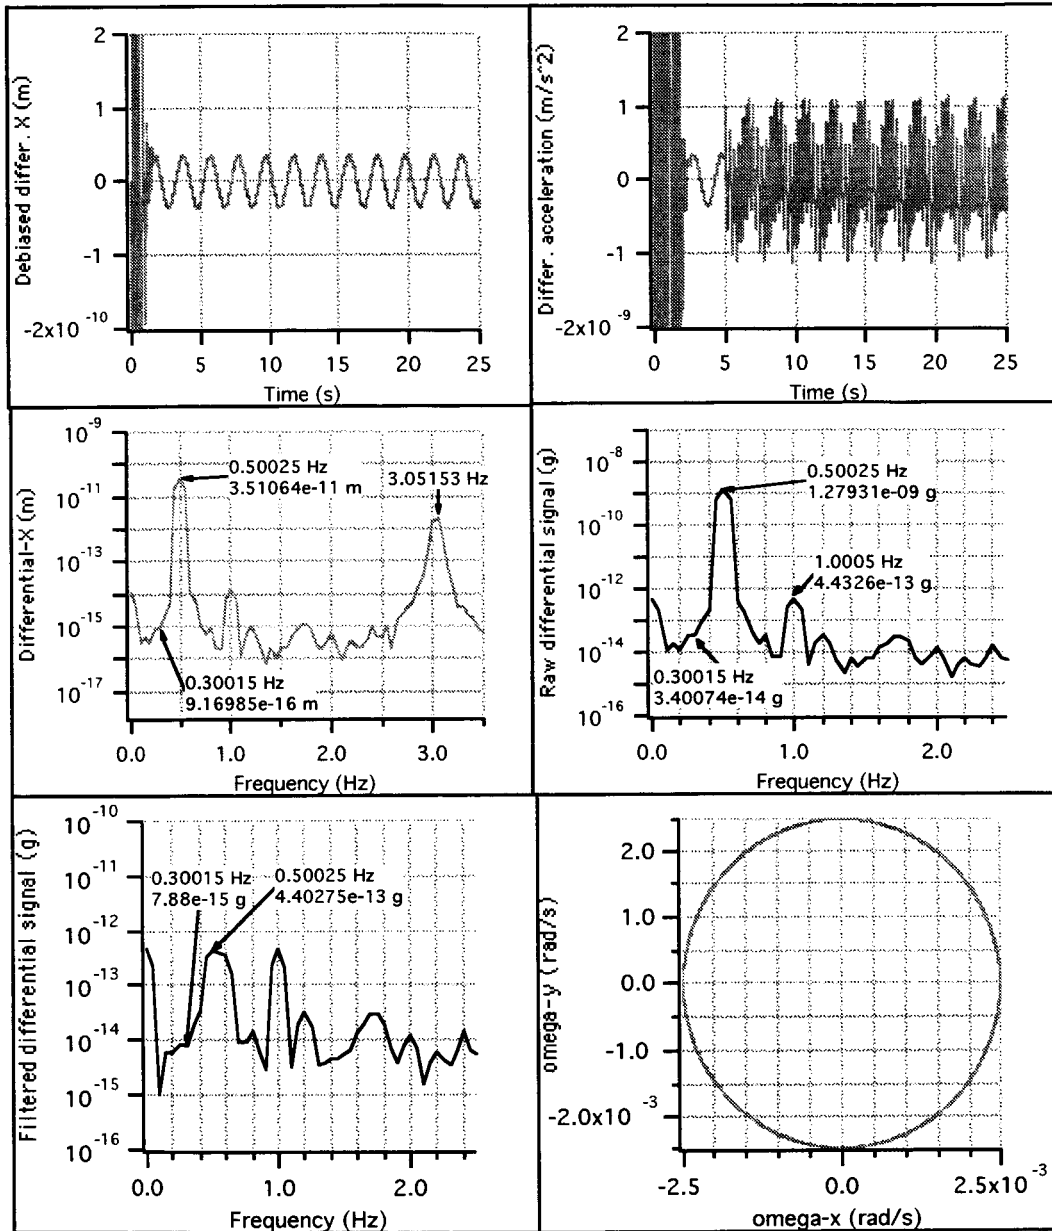 Debiased differ. X (m)
2
1
0
-1
-2x10 -10
0 5 10 15 20 25
Time (s)
Differ. acceleration (m/s^2)
2
1
0
-1
-2x10 -9
0 5 10 15 20 25
Time (s)
Differential-X (m)
10 -9
10 -11
10 -13
10 -15
10 -17
0.50025 Hz
3.51064e-11 m
3.05153 Hz
0.30015 Hz
9.16985e-16 m
0.0 1.0 2.0 3.0
Frequency (Hz)
Raw differential signal (g)
10 -8
10 -10
10 -12
10 -14
10 -16
0.50025 Hz
1.27931e-09 g
1.0005 Hz
4.4326e-13 g
0.30015 Hz
3.40074e-14 g
0.0 1.0 2.0
Frequency (Hz)
Filtered differential signal (g)
10 -10
10 -11
10 -12
10 -13
10 -14
10 -15
10 -16
0.30015 Hz
7.88e-15 g
0.50025 Hz
4.40275e-13 g
0.0 1.0 2.0
Frequency (Hz)
omega-y (rad/s)
2.0
1.0
0.0
-1.0
-2.0x10 -3
-2.5 0.0 2.5x10 -3
omega-x (rad/s)